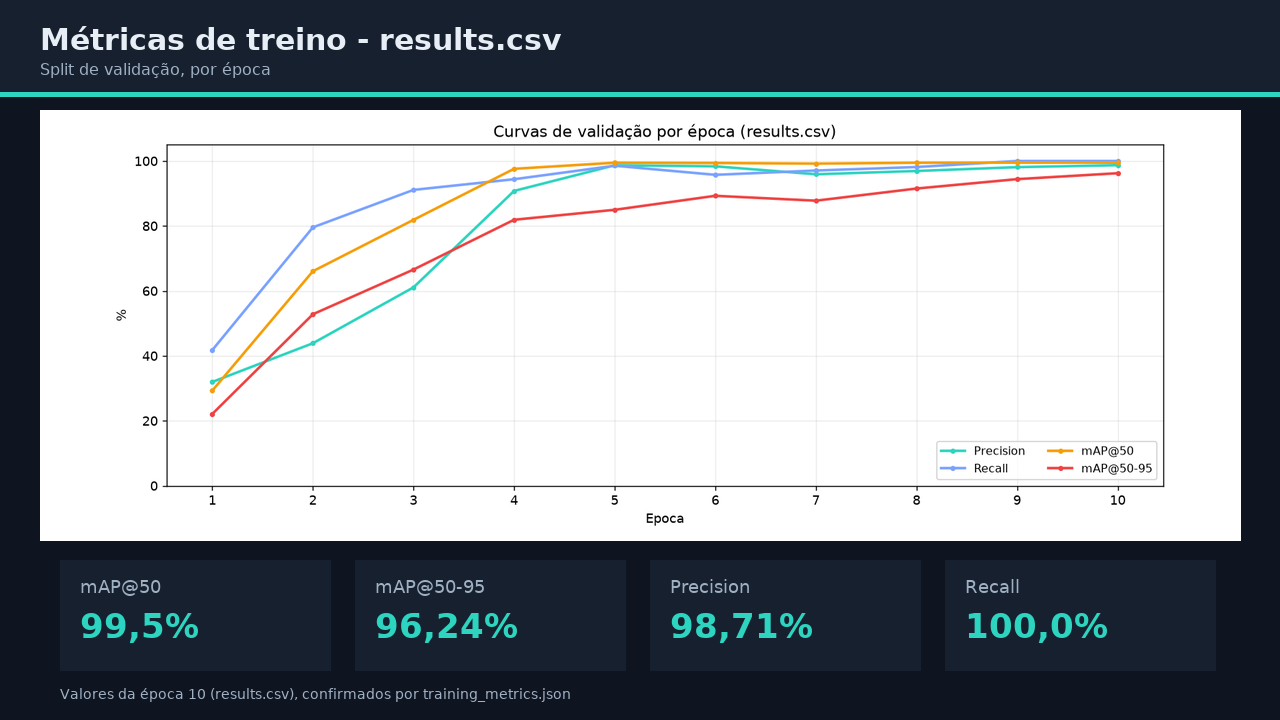 Métricas de treino - results.csv
Split de validação, por época
Curvas de validação por época (results.csv)
100
80
60
40
20
0
%
1 2 3 4 5 6 7 8 9 10
Epoca
Precision mAP@50
Recall mAP@50-95
mAP@50 mAP@50-95 Precision Recall
99,5% 96,24% 98,71% 100,0%
Valores da época 10 (results.csv), confirmados por training_metrics.json